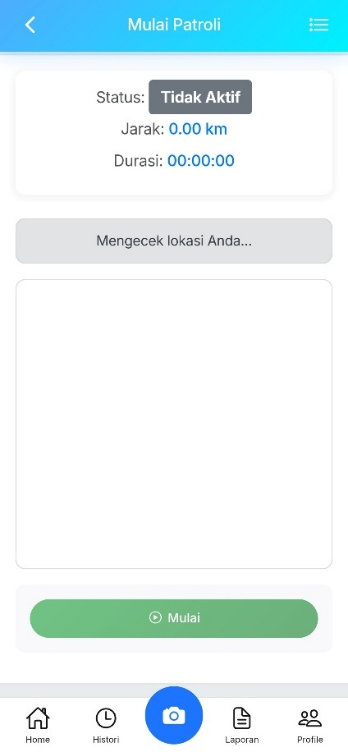 Mulai Patroli
Status: Tidak Aktif
Jarak: 0.00 km
Durasi: 00:00:00
Mengecek lokasi Anda...
Mulai
Home Histori Laporan Profile